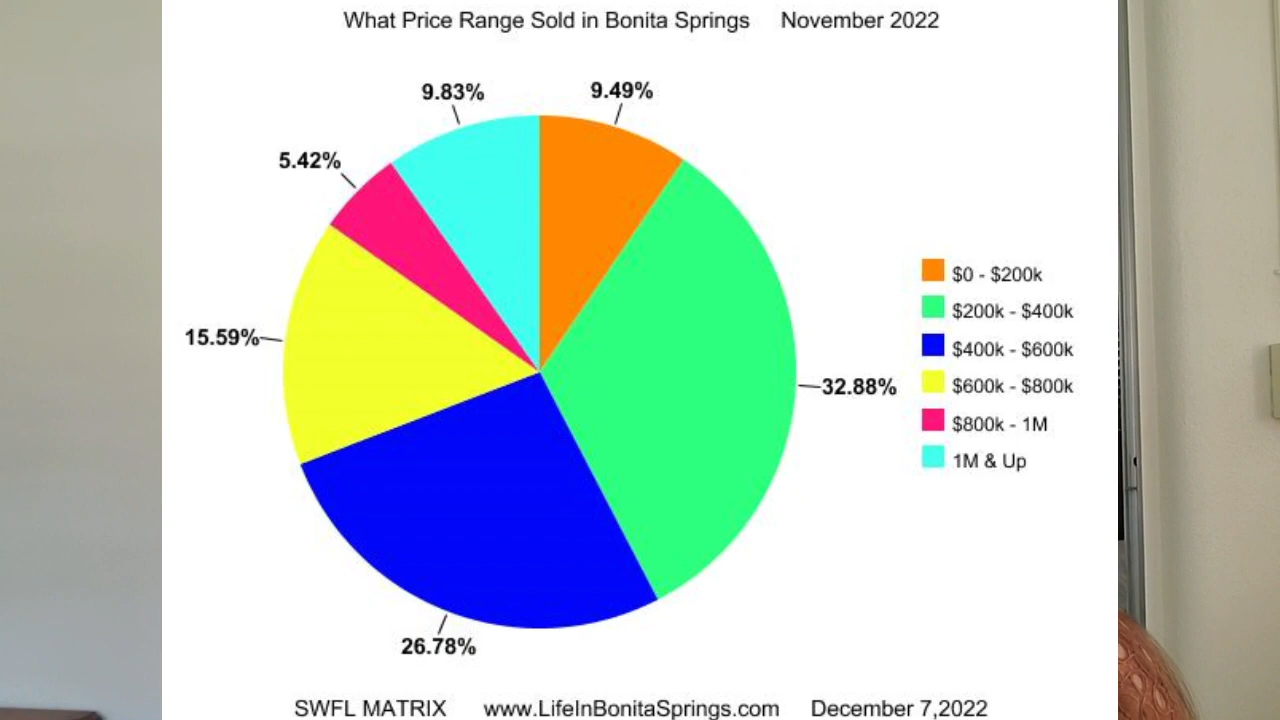 What Price Range Sold in Bonita Springs November 2022
9.83%
9.49%
5.42%
15.59%
32.88%
26.78%
$0 - $200k
$200k - $400k
$400k - $600k
$600k - $800k
$800k - 1M
1M & Up
SWFL MATRIX www.LifeInBonitaSprings.com December 7,2022